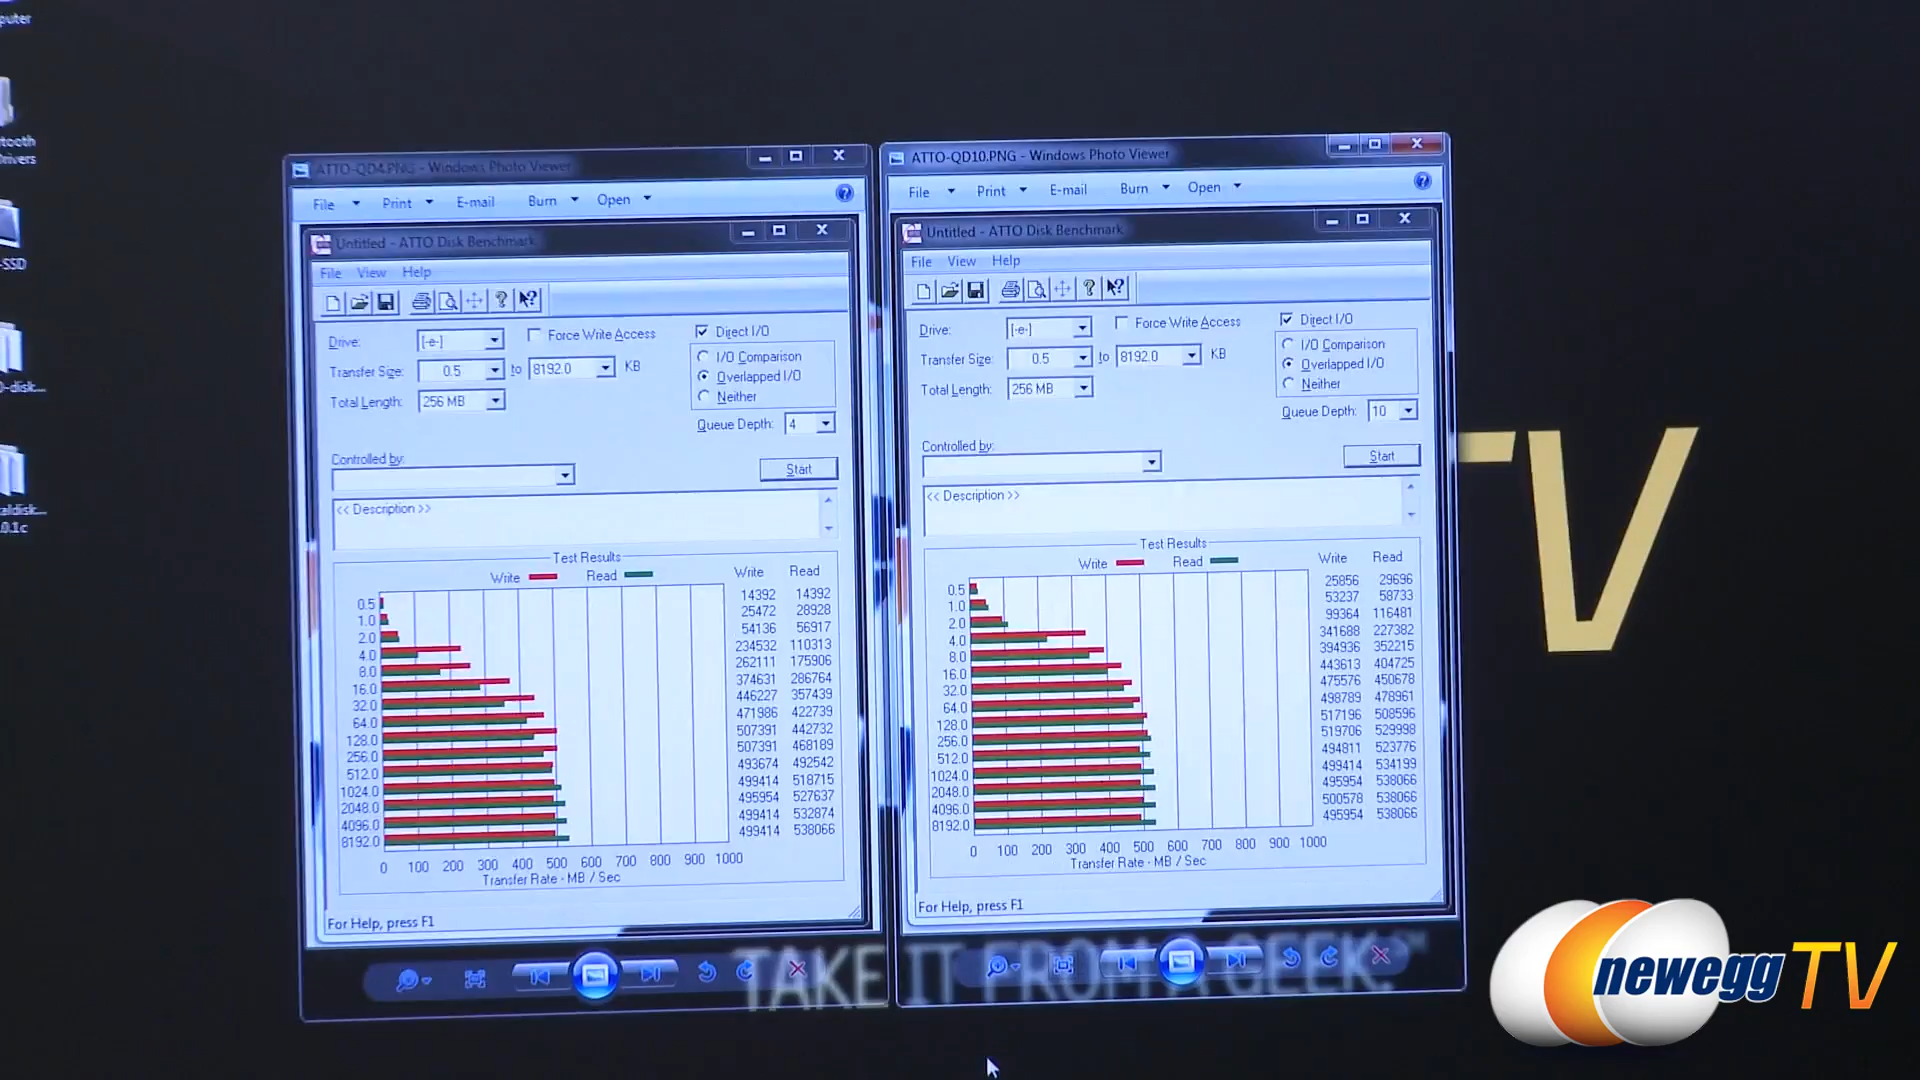 puter
tooth
rivers
-SSD
0-disk...
aldisk...
.0.1c
ATTO-QD4.PNG - Windows Photo Viewer
File Print E-mail Burn Open
Untitled - ATTO Disk Benchmark
File View Help
Drive: [-e-] Force Write Access Direct I/O
Transfer Size: 0.5 to 8192.0 KB I/O Comparison
Overlapped I/O
Total Length: 256 MB Neither
Queue Depth: 4
Controlled by:
Start
<< Description >>
Test Results
Write Read Write Read
0.5 14392 14392
1.0 25472 28928
2.0 54136 56917
4.0 234532 110313
8.0 262111 175906
16.0 374631 286764
32.0 446227 357439
64.0 471986 422739
128.0 507391 442732
256.0 507391 468189
512.0 493674 492542
1024.0 499414 518715
2048.0 495954 527637
4096.0 499414 532874
8192.0 499414 538066
0 100 200 300 400 500 600 700 800 900 1000
Transfer Rate - MB / Sec
For Help, press F1
ATTO-QD10.PNG - Windows Photo Viewer
File Print E-mail Burn Open
Untitled - ATTO Disk Benchmark
File View Help
Drive: [-e-] Force Write Access Direct I/O
Transfer Size: 0.5 to 8192.0 KB I/O Comparison
Overlapped I/O
Total Length: 256 MB Neither
Queue Depth: 10
Controlled by:
Start
<< Description >>
Test Results
Write Read Write Read
0.5 25856 29696
1.0 53237 58733
2.0 99364 116481
4.0 341688 227382
8.0 394936 352215
16.0 443613 404725
32.0 475576 450678
64.0 498789 478961
128.0 517196 508596
256.0 519706 529998
512.0 494811 523776
1024.0 499414 534199
2048.0 495954 538066
4096.0 500578 538066
8192.0 495954 538066
0 100 200 300 400 500 600 700 800 900 1000
Transfer Rate - MB / Sec
For Help, press F1
TV
TAKE IT FROM A GEEK.™
newegg TV